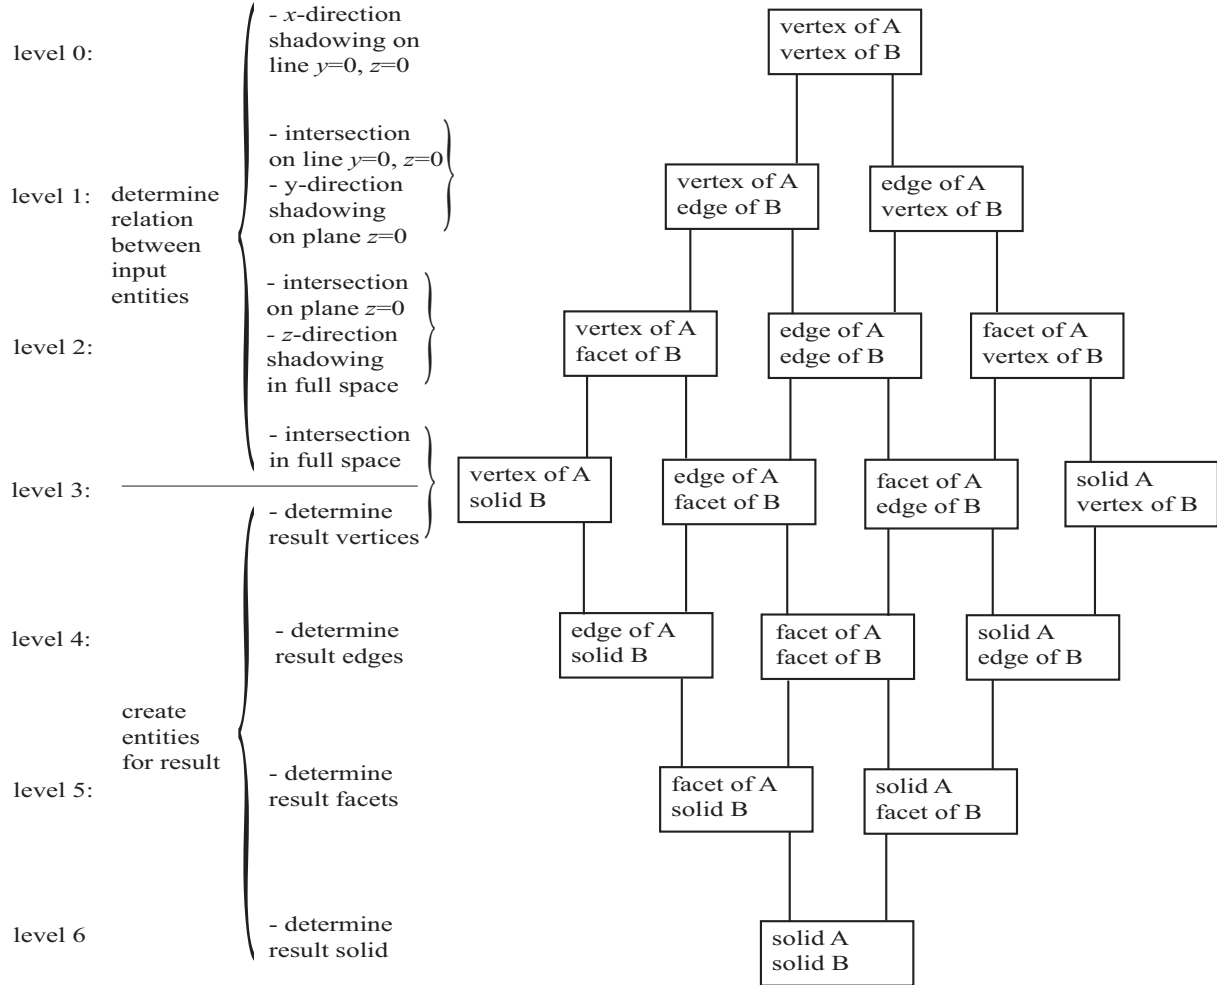 level 0:
- x-direction
shadowing on
line y=0, z=0
vertex of A
vertex of B
level 1:
determine
relation
between
input
entities
- intersection
on line y=0, z=0
- y-direction
shadowing
on plane z=0
vertex of A
edge of B
edge of A
vertex of B
level 2:
- intersection
on plane z=0
- z-direction
shadowing
in full space
vertex of A
facet of B
edge of A
edge of B
facet of A
vertex of B
level 3:
- intersection
in full space
- determine
result vertices
vertex of A
solid B
edge of A
facet of B
facet of A
edge of B
solid A
vertex of B
level 4:
- determine
result edges
edge of A
solid B
facet of A
facet of B
solid A
edge of B
create
entities
for result
level 5:
- determine
result facets
facet of A
solid B
solid A
facet of B
level 6
- determine
result solid
solid A
solid B